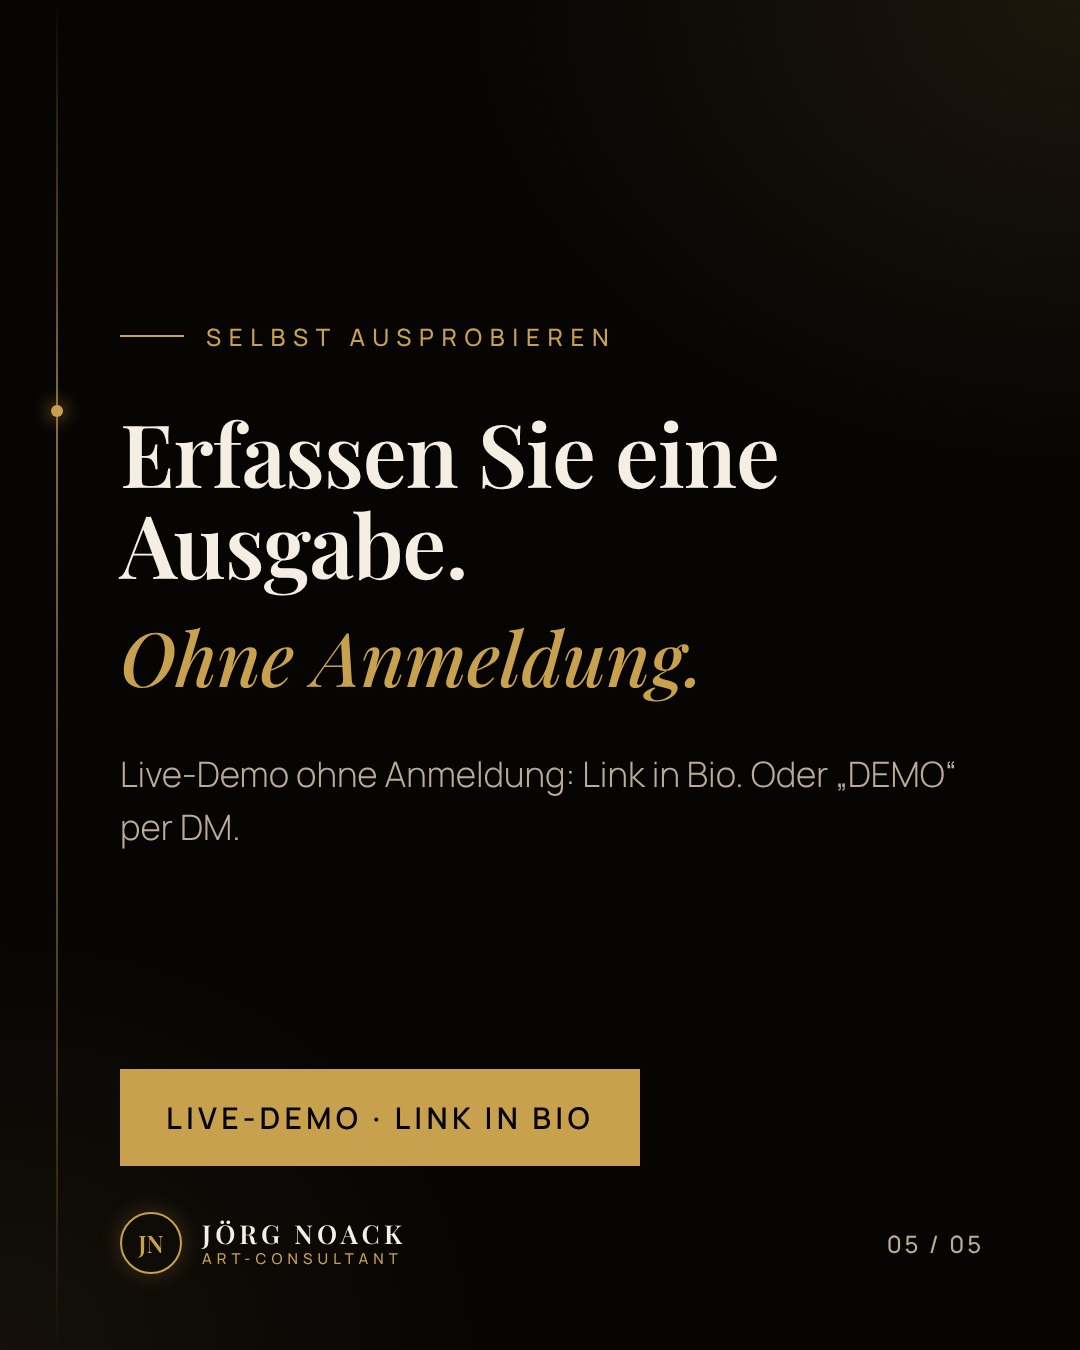 SELBST AUSPROBIEREN
Erfassen Sie eine
Ausgabe.
Ohne Anmeldung.
Live-Demo ohne Anmeldung: Link in Bio. Oder „DEMO“
per DM.
LIVE-DEMO · LINK IN BIO
JN
JÖRG NOACK
ART-CONSULTANT
05 / 05